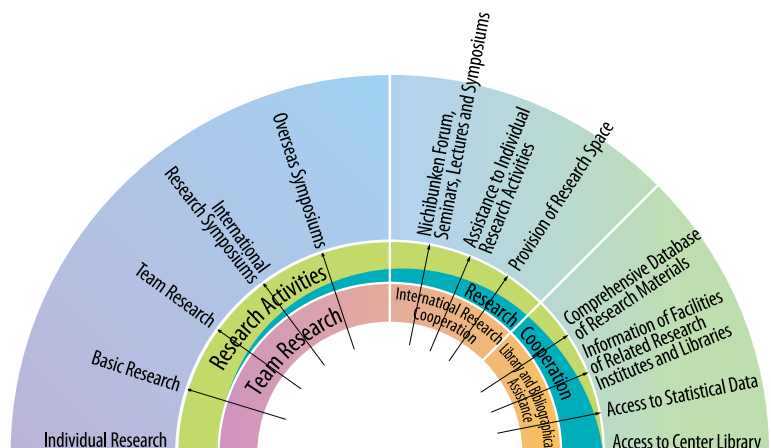 Individual Research
Basic Research
Team Research
International
Research Symposiums
Overseas Symposiums
Nichibunken Forum,
Seminars, Lectures and Symposiums
Assistance to Individual
Research Activities
Provision of Research Space
Comprehensive Database
of Research Materials
Information of Facilities
of Related Research
Institutes and Libraries
Access to Statistical Data
Access to Center Library
Research Activities
Research
Cooperation
Team Research
International Research
Cooperation
Library and Bibliographical
Assistance